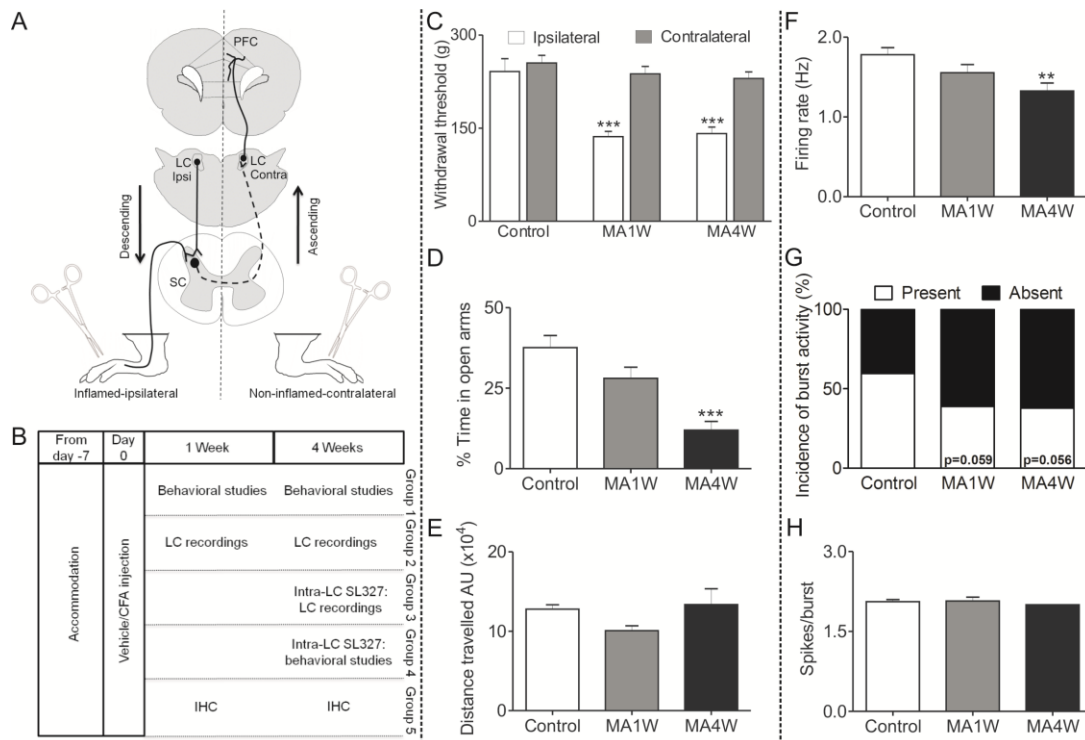 A
PFC
LC
Ipsi
LC
Contra
Descending
Ascending
SC
Inflamed-ipsilateral
Non-inflamed-contralateral
B
From
day -7
Day
0
1 Week
4 Weeks
Accommodation
Vehicle/CFA injection
Behavioral studies
Behavioral studies
Group 1
LC recordings
LC recordings
Group 2
Intra-LC SL327:
LC recordings
Group 3
Intra-LC SL327:
behavioral studies
Group 4
IHC
IHC
Group 5
C
Withdrawal threshold (g)
Ipsilateral
Contralateral
300
150
0
***
***
Control
MA1W
MA4W
D
% Time in open arms
50
25
0
***
Control
MA1W
MA4W
E
Distance travelled AU (x10⁴)
20
10
0
Control
MA1W
MA4W
F
Firing rate (Hz)
2.0
1.0
0.0
**
Control
MA1W
MA4W
G
Incidence of burst activity (%)
Present
Absent
100
50
0
p=0.059
p=0.056
Control
MA1W
MA4W
H
Spikes/burst
3.0
1.5
0.0
Control
MA1W
MA4W